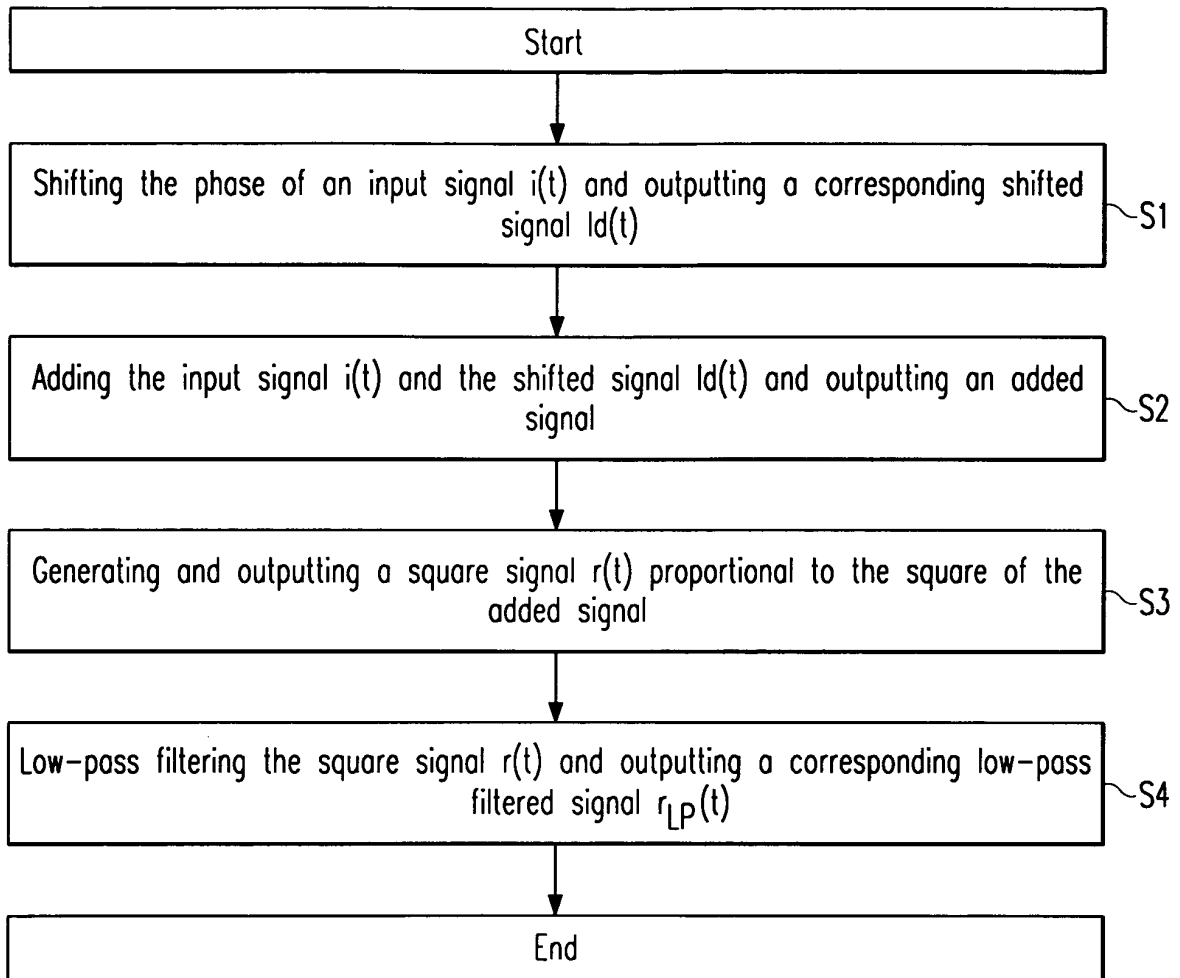 Start
Shifting the phase of an input signal i(t) and outputting a corresponding shifted
signal Id(t)
S1
Adding the input signal i(t) and the shifted signal Id(t) and outputting an added
signal
S2
Generating and outputting a square signal r(t) proportional to the square of the
added signal
S3
Low-pass filtering the square signal r(t) and outputting a corresponding low-pass
filtered signal r_LP(t)
S4
End